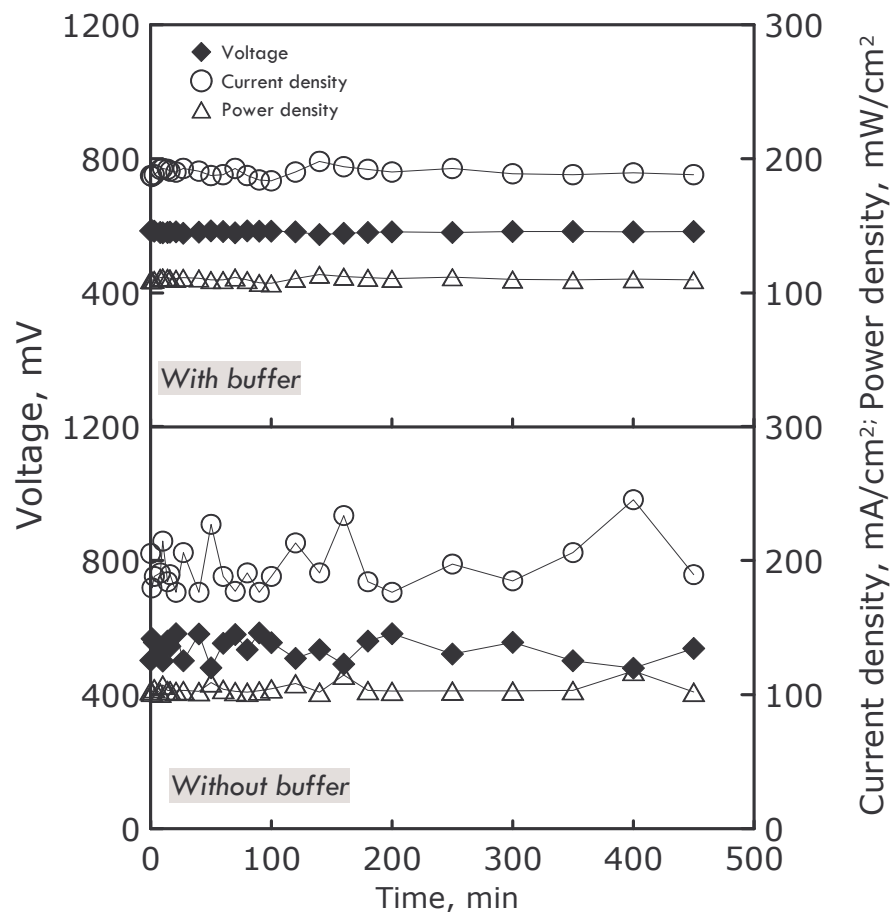 1200
300
Voltage
Current density
Power density
800
200
400
100
With buffer
1200
300
800
200
400
100
Without buffer
0
0
0
100
200
300
400
500
Time, min
Voltage, mV
Current density, mA/cm²; Power density, mW/cm²